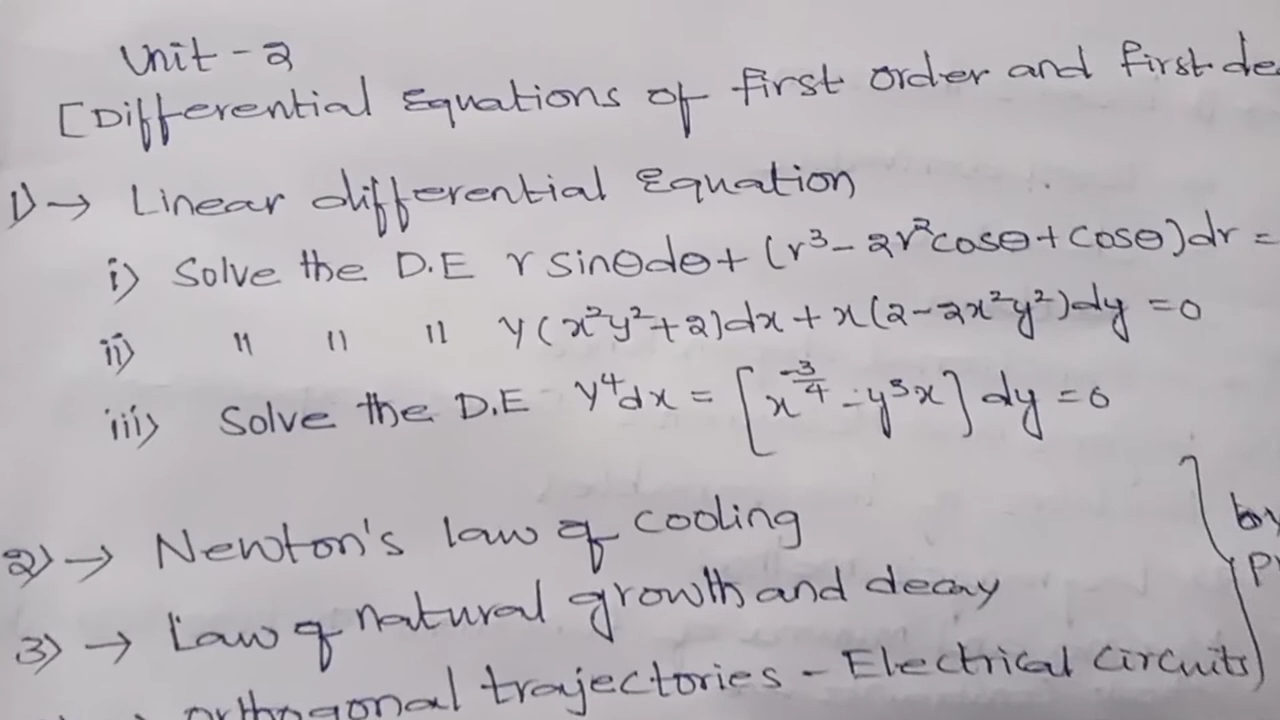 Unit - 2
[Differential Equations of first order and first de
1) → Linear differential Equation
i) Solve the D.E r sinθdθ + (r³ - 2r²cosθ + cosθ)dr =
ii) " " " y(x²y²+2)dx + x(2-2x²y²)dy = 0
iii) Solve the D.E y⁴dx = [x^(-3/4) - y³x] dy = 0
2) → Newton's law of cooling
3) → Law of natural growth and decay
orthogonal trajectories - Electrical circuits)